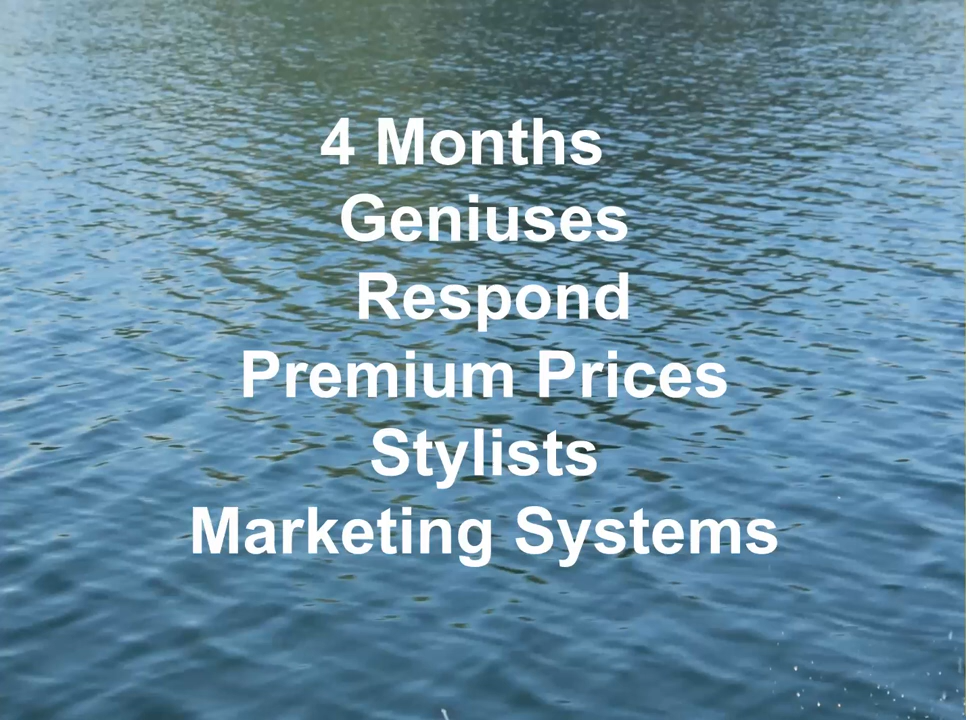 4 Months
Geniuses
Respond
Premium Prices
Stylists
Marketing Systems